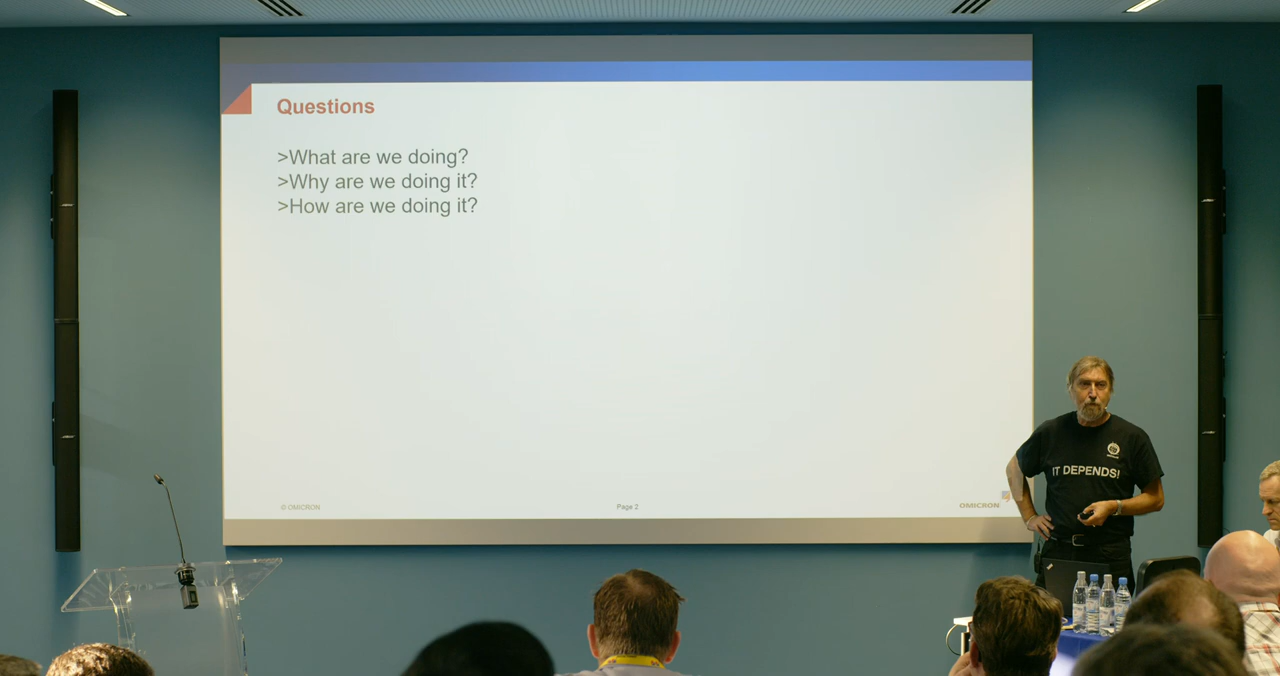 Questions
>What are we doing?
>Why are we doing it?
>How are we doing it?
© OMICRON
Page 2
OMICRON
IT DEPENDS!